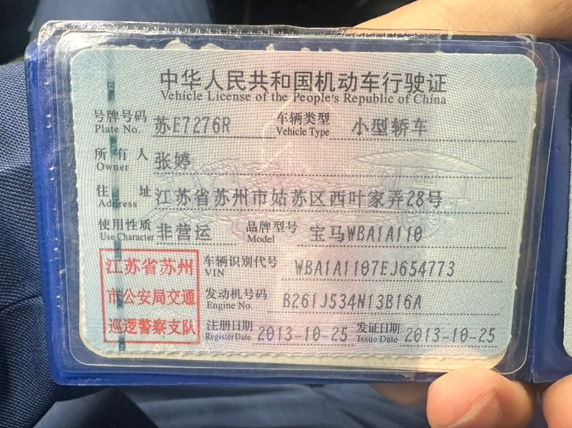 中华人民共和国机动车行驶证
Vehicle License of the People's Republic of China
号牌号码 苏E7276R 车辆类型 小型轿车
Plate No. Vehicle Type
所有人 张婷
Owner
住址 江苏省苏州市姑苏区西叶家弄28号
Address
使用性质 非营运 品牌型号 宝马WBA1A110
Use Character Model
江苏省苏州
市公安局交通
巡逻警察支队
车辆识别代号 WBA1A1107EJ654773
VIN
发动机号码 B261J534N13B16A
Engine No.
注册日期 2013-10-25 发证日期 2013-10-25
Register Date Issue Date